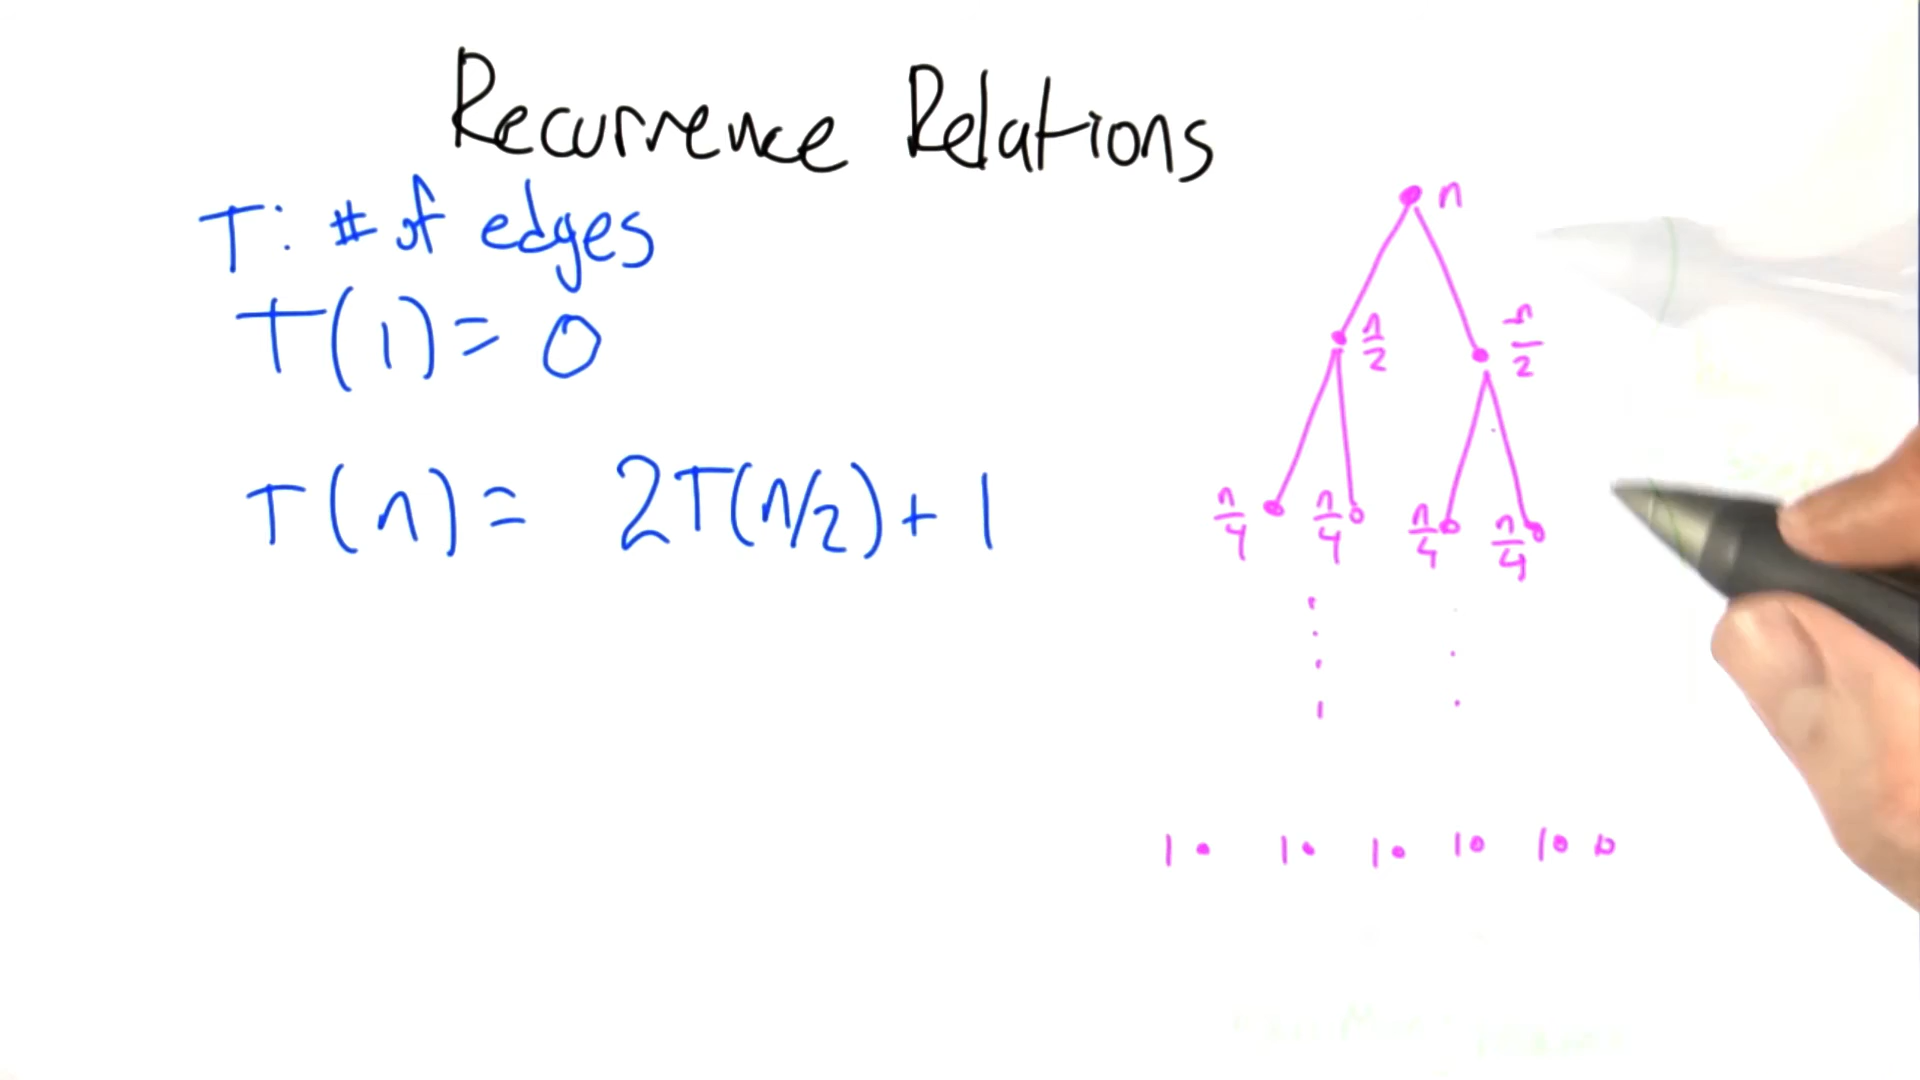 Recurrence Relations
T: # of edges
T(1) = 0
T(n) = 2T(n/2) + 1
n
n/2 n/2
n/4 n/4 n/4 n/4
1 1 1 1 1